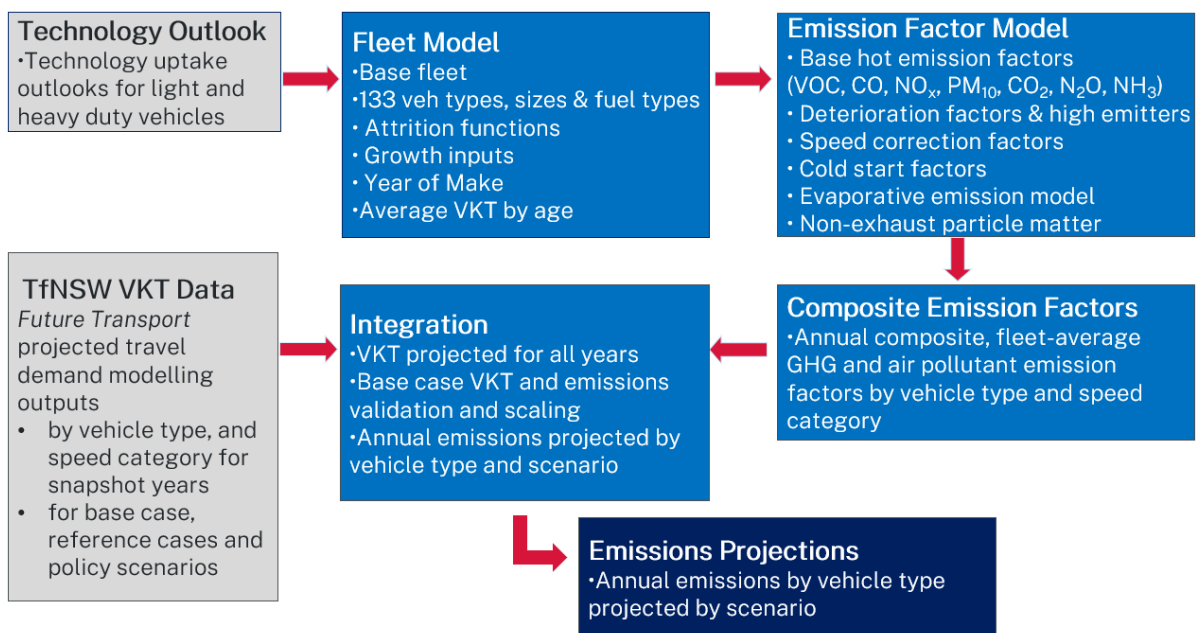 Technology Outlook
•Technology uptake
outlooks for light and
heavy duty vehicles
Fleet Model
•Base fleet
•133 veh types, sizes & fuel types
• Attrition functions
• Growth inputs
• Year of Make
•Average VKT by age
Emission Factor Model
• Base hot emission factors
(VOC, CO, NOₓ, PM₁₀, CO₂, N₂O, NH₃)
• Deterioration factors & high emitters
• Speed correction factors
• Cold start factors
• Evaporative emission model
• Non-exhaust particle matter
TfNSW VKT Data
Future Transport
projected travel
demand modelling
outputs
• by vehicle type, and
speed category for
snapshot years
• for base case,
reference cases and
policy scenarios
Integration
•VKT projected for all years
•Base case VKT and emissions
validation and scaling
•Annual emissions projected by
vehicle type and scenario
Composite Emission Factors
•Annual composite, fleet-average
GHG and air pollutant emission
factors by vehicle type and speed
category
Emissions Projections
•Annual emissions by vehicle type
projected by scenario